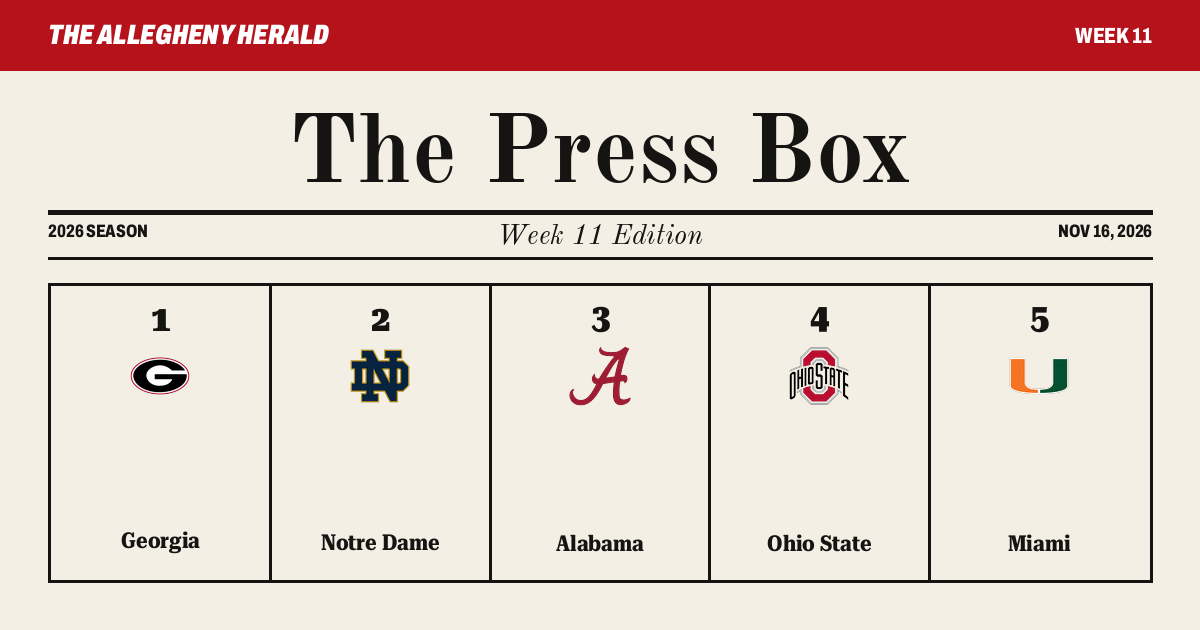 THE ALLEGHENY HERALD
WEEK 11
The Press Box
2026 SEASON
Week 11 Edition
NOV 16, 2026
1
2
3
4
5
G
ND
A
OHIO STATE
U
Georgia
Notre Dame
Alabama
Ohio State
Miami